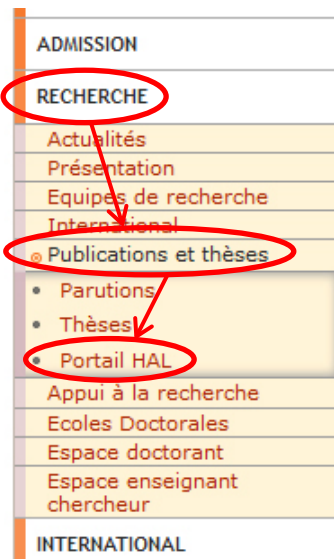 ADMISSION
RECHERCHE
Actualités
Présentation
Equipes de recherche
International
Publications et thèses
Parutions
Thèses
Portail HAL
Appui à la recherche
Ecoles Doctorales
Espace doctorant
Espace enseignant
chercheur
INTERNATIONAL